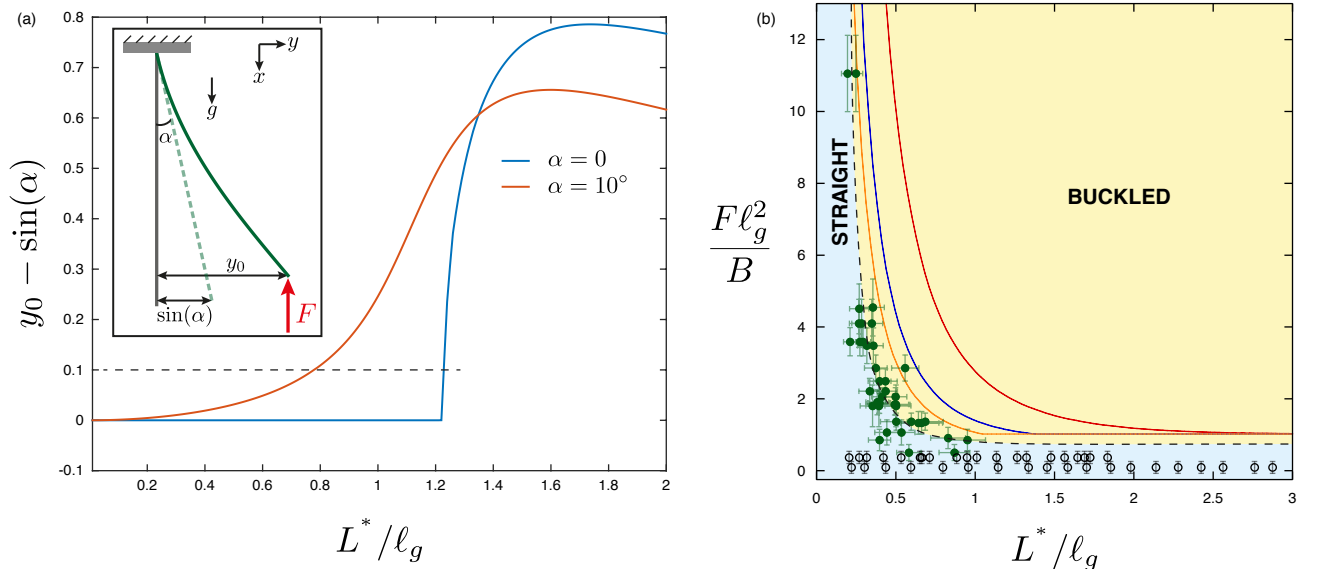 (a)
0.8
0.7
0.6
0.5
0.4
0.3
0.2
0.1
0
-0.1
0.2
0.4
0.6
0.8
1
1.2
1.4
1.6
1.8
2
y₀ − sin(α)
L*/ℓg
y
x
g
α
y₀
sin(α)
F
α = 0
α = 10°
(b)
12
10
8
6
4
2
0
0
0.5
1
1.5
2
2.5
3
Fℓg²
B
L*/ℓg
STRAIGHT
BUCKLED